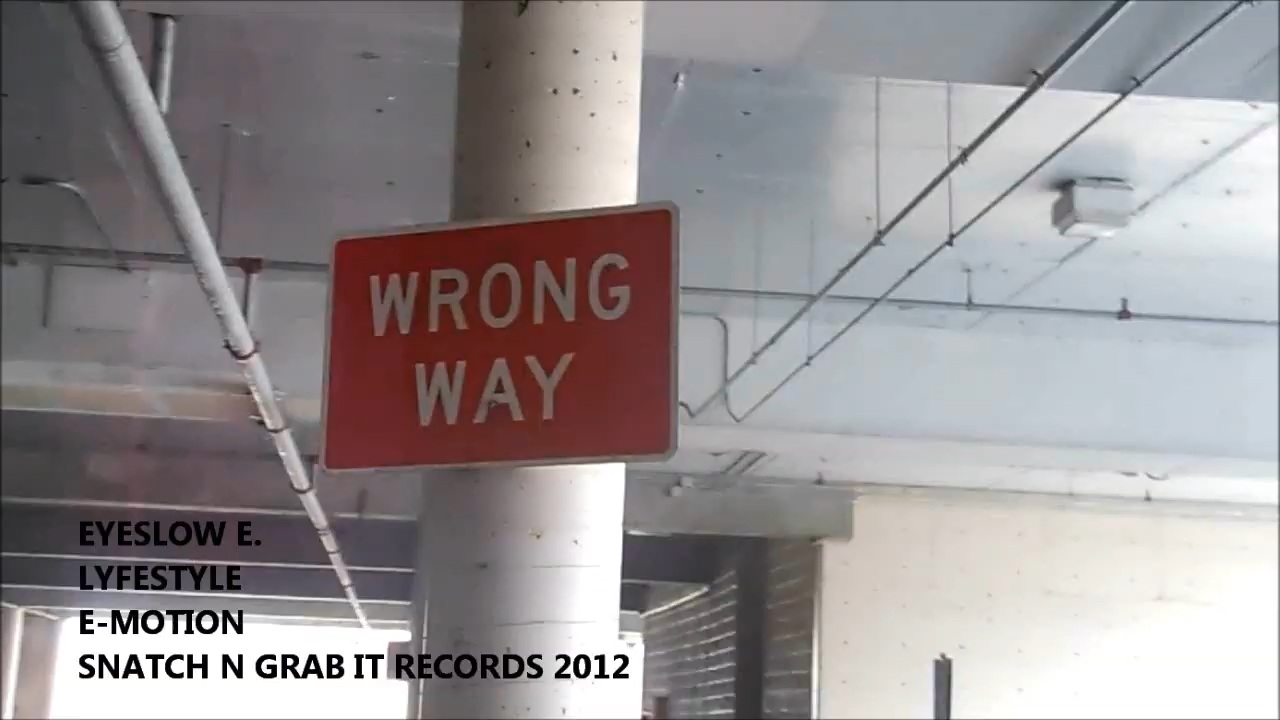 WRONG
WAY
EYESLOW E.
LYFESTYLE
E-MOTION
SNATCH N GRAB IT RECORDS 2012